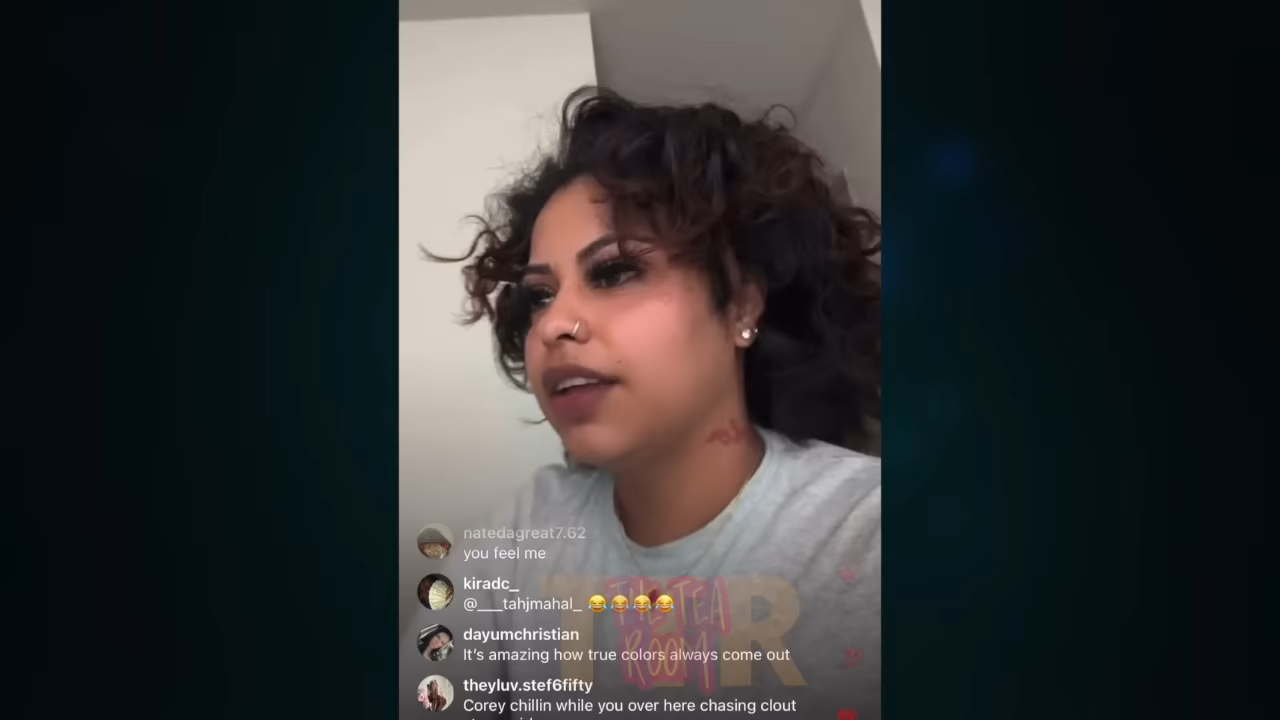 natedagreat7.62
you feel me
kiradc_
@___tahjmahal_ 😂😂😂😂
dayumchristian
It's amazing how true colors always come out
theyluv.stef6fifty
Corey chillin while you over here chasing clout
THE TEA
ROOM